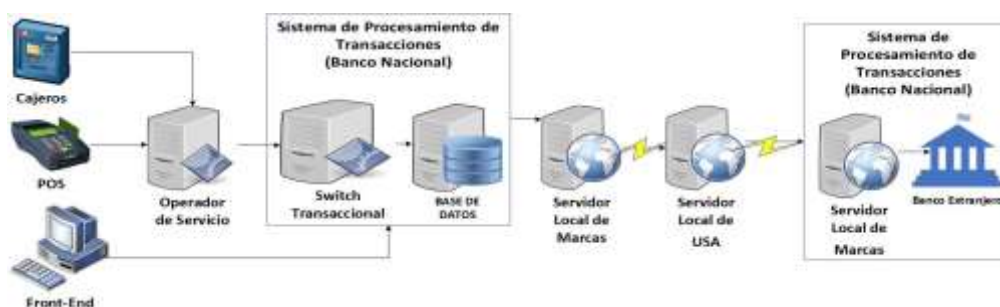 Sistema de Procesamiento de
Transacciones
(Banco Nacional)
Cajeros
POS
Front-End
Operador
de Servicio
Switch
Transaccional
BASE DE
DATOS
Servidor
Local de
Marcas
Servidor
Local de
USA
Sistema de
Procesamiento de
Transacciones
(Banco Nacional)
Servidor
Local de
Marcas
Banco Extranjero